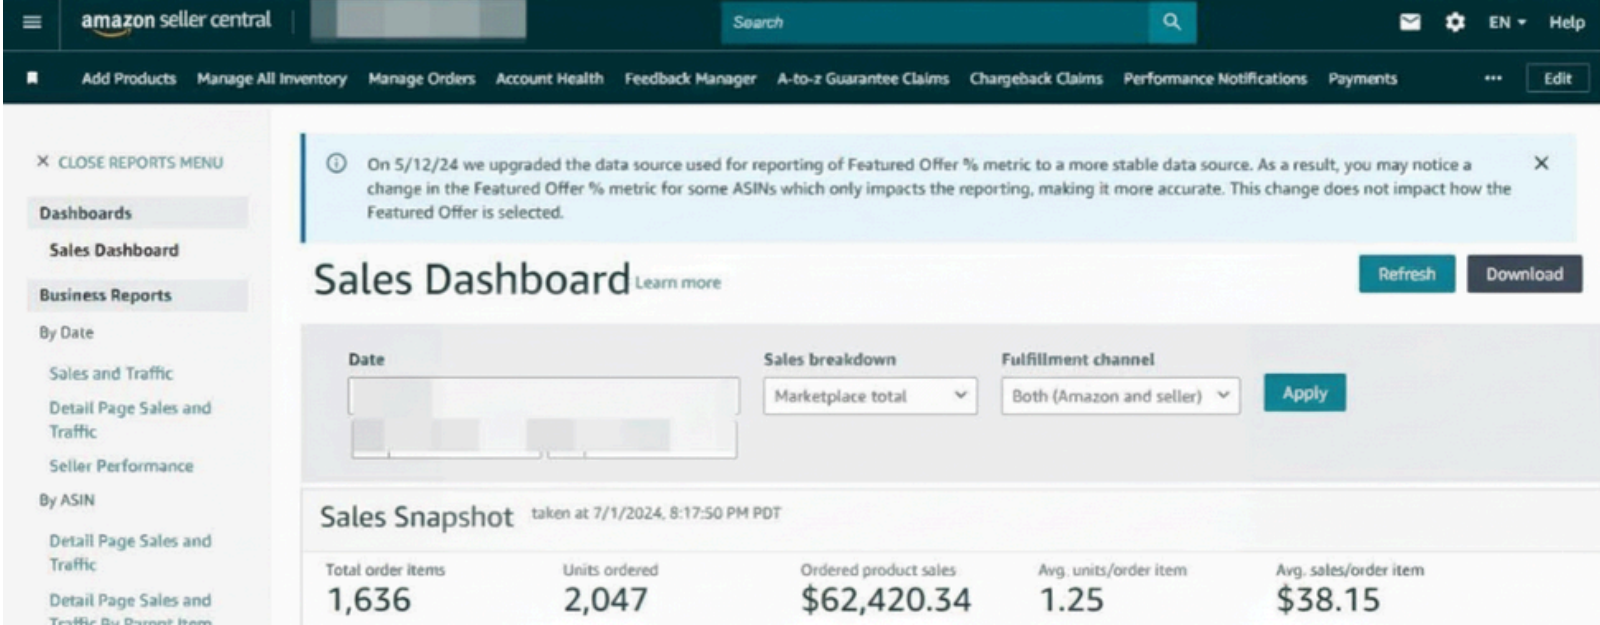 amazon seller central
Search
EN
Help
Add Products Manage All Inventory Manage Orders Account Health Feedback Manager A-to-z Guarantee Claims Chargeback Claims Performance Notifications Payments ... Edit
× CLOSE REPORTS MENU
Dashboards
Sales Dashboard
Business Reports
By Date
Sales and Traffic
Detail Page Sales and
Traffic
Seller Performance
By ASIN
Detail Page Sales and
Traffic
Detail Page Sales and
Traffic By Parent Item
On 5/12/24 we upgraded the data source used for reporting of Featured Offer % metric to a more stable data source. As a result, you may notice a
change in the Featured Offer % metric for some ASINs which only impacts the reporting, making it more accurate. This change does not impact how the
Featured Offer is selected.
Sales Dashboard Learn more
Refresh Download
Date Sales breakdown Fulfillment channel
Marketplace total Both (Amazon and seller) Apply
Sales Snapshot taken at 7/1/2024, 8:17:50 PM PDT
Total order items Units ordered Ordered product sales Avg. units/order item Avg. sales/order item
1,636 2,047 $62,420.34 1.25 $38.15